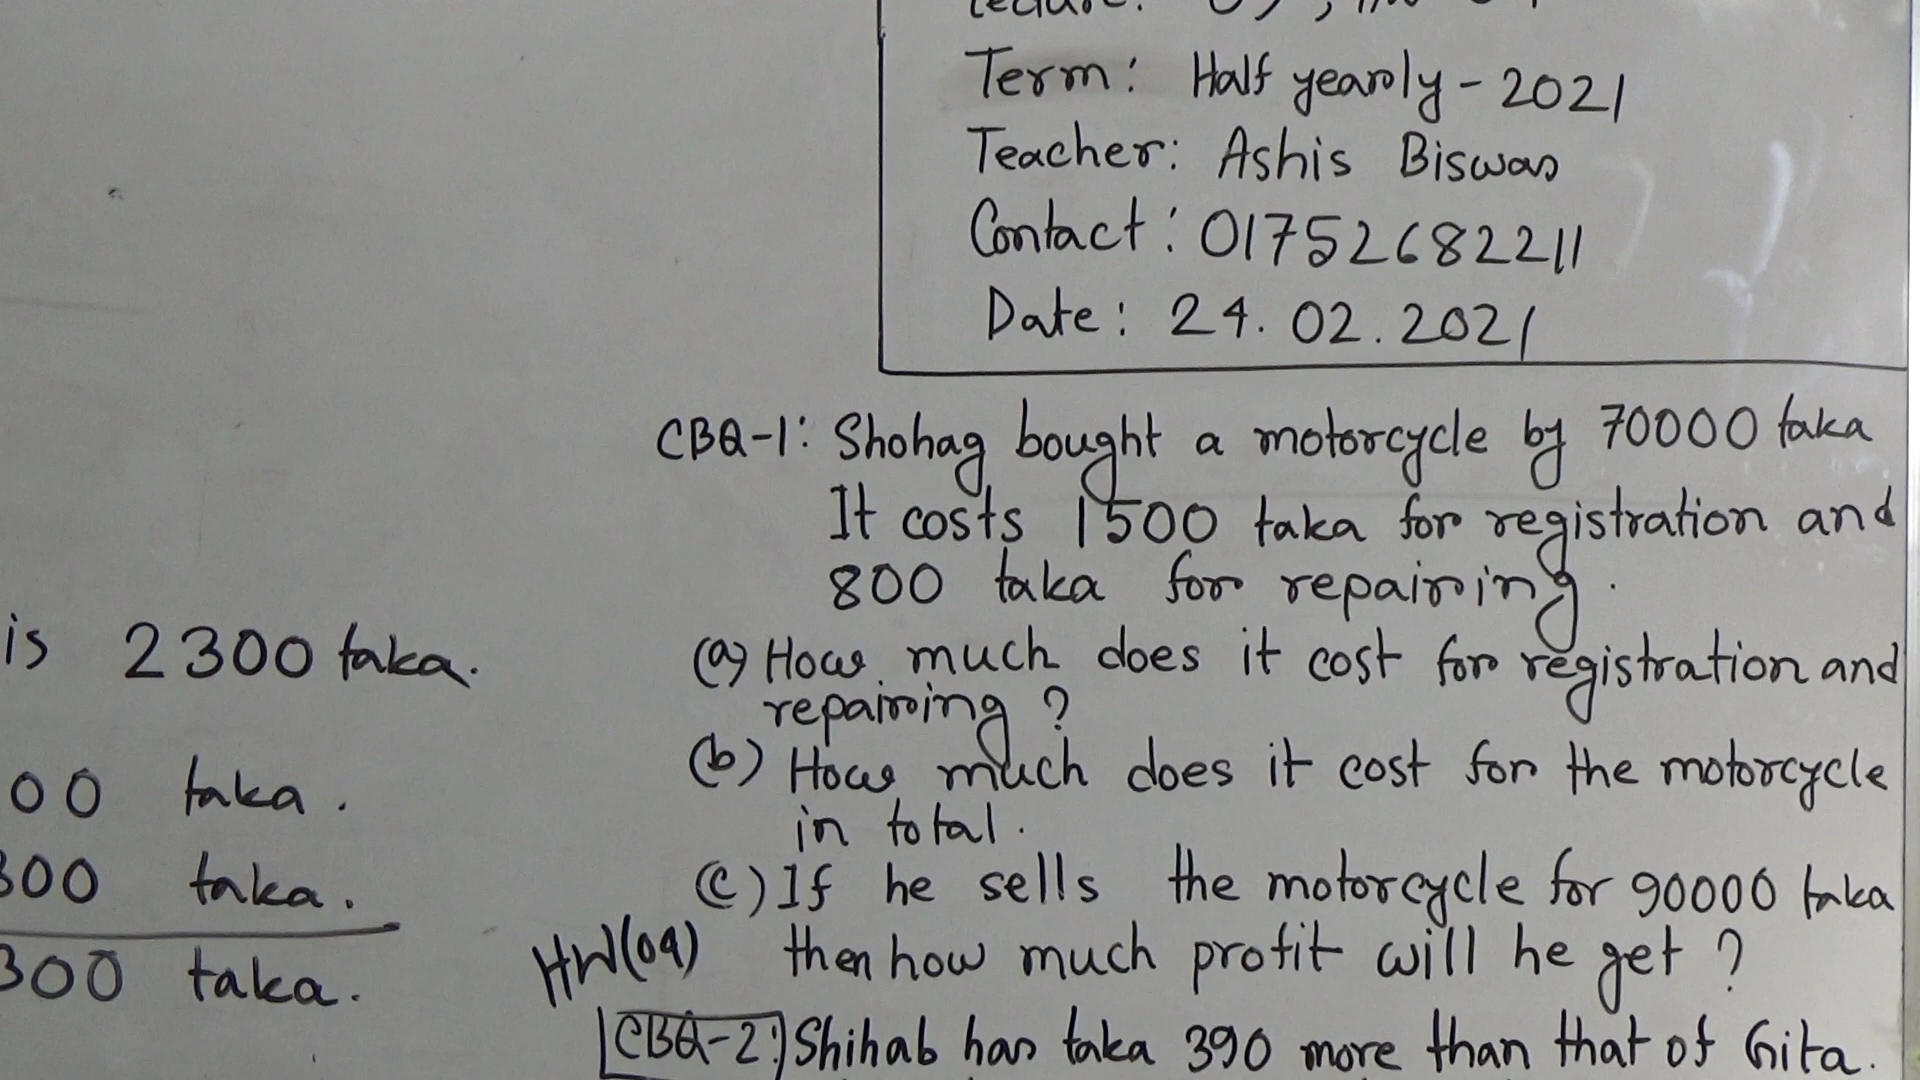 Term: Half yearly - 2021
Teacher: Ashis Biswas
Contact: 01752682211
Date: 24.02.2021
CBQ-1: Shohag bought a motorcycle by 70000 taka
It costs 1500 taka for registration and
800 taka for repairing.
(a) How much does it cost for registration and
repairing?
(b) How much does it cost for the motorcycle
in total.
(c) If he sells the motorcycle for 90000 taka
HW(09) then how much profit will he get?
CBQ-2: Shihab has taka 390 more than that of Gita.
is 2300 taka.
00 taka.
300 taka.
300 taka.